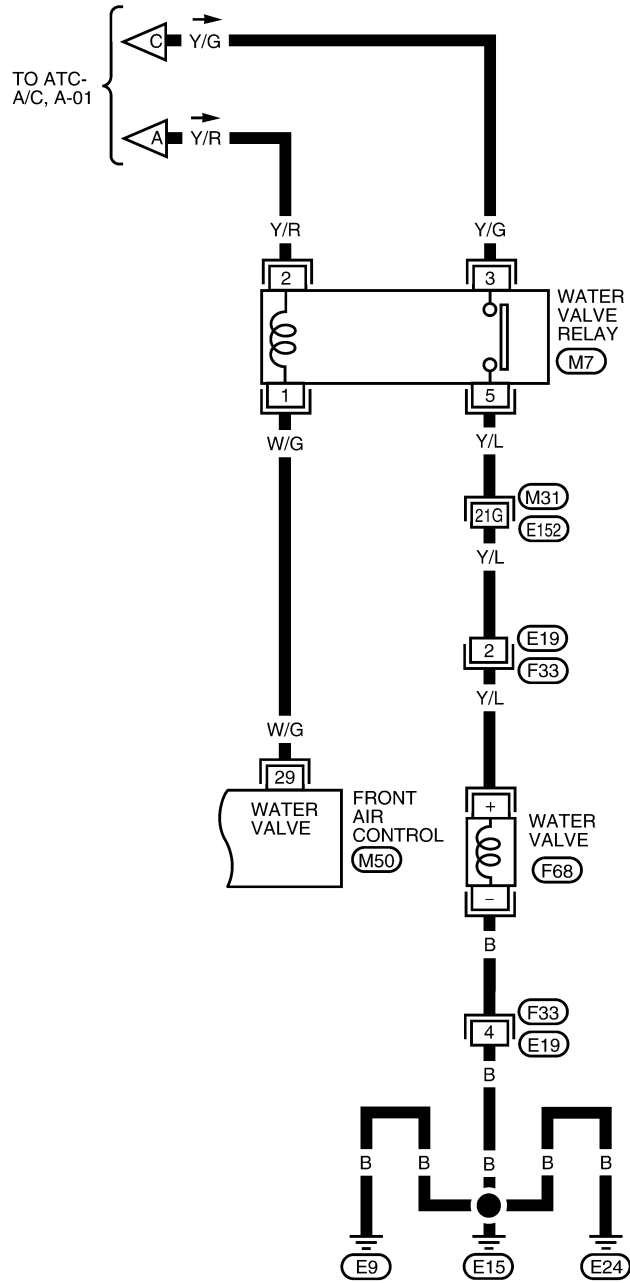 C
Y/G
TO ATC-
A/C, A-01
A
Y/R
Y/R
Y/G
2
3
WATER
VALVE
RELAY
M7
1
5
W/G
Y/L
M31
21G
E152
Y/L
E19
2
F33
Y/L
W/G
29
WATER
VALVE
FRONT
AIR
CONTROL
M50
+
WATER
VALVE
F68
−
B
F33
4
E19
B
B
B
B
B
B
E9
E15
E24